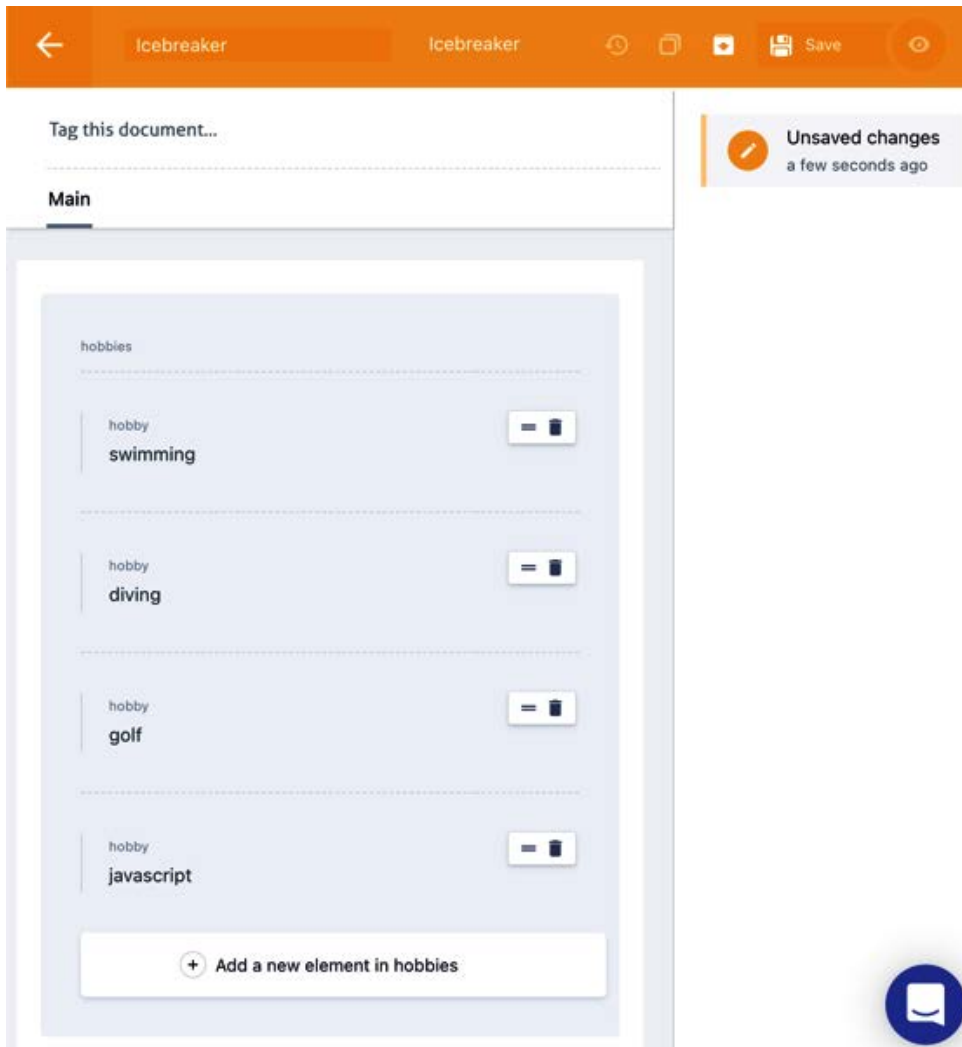 Icebreaker
Icebreaker
Save
Tag this document...
Unsaved changes
a few seconds ago
Main
hobbies
hobby
swimming
hobby
diving
hobby
golf
hobby
javascript
Add a new element in hobbies